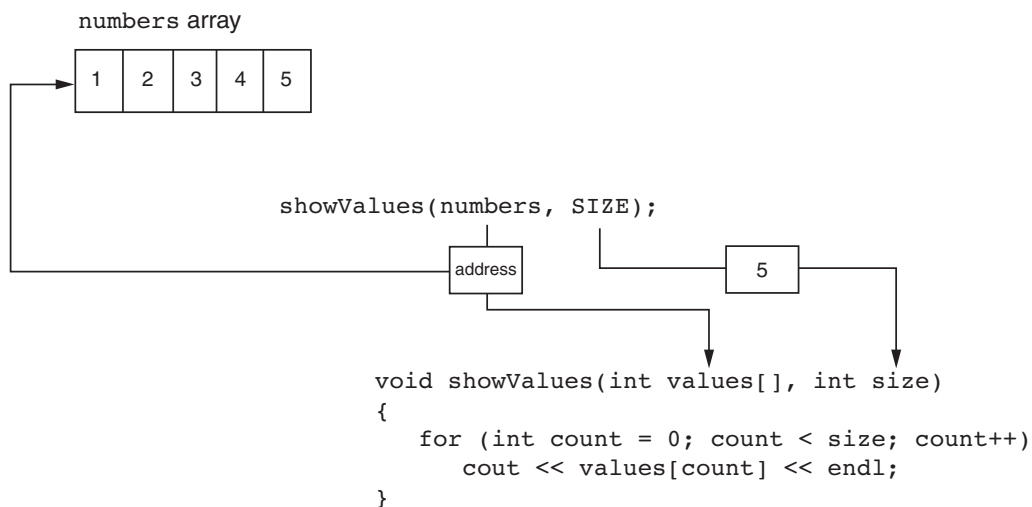 numbers array
1 2 3 4 5
showValues(numbers, SIZE);
address
5
void showValues(int values[], int size)
{
   for (int count = 0; count < size; count++)
      cout << values[count] << endl;
}